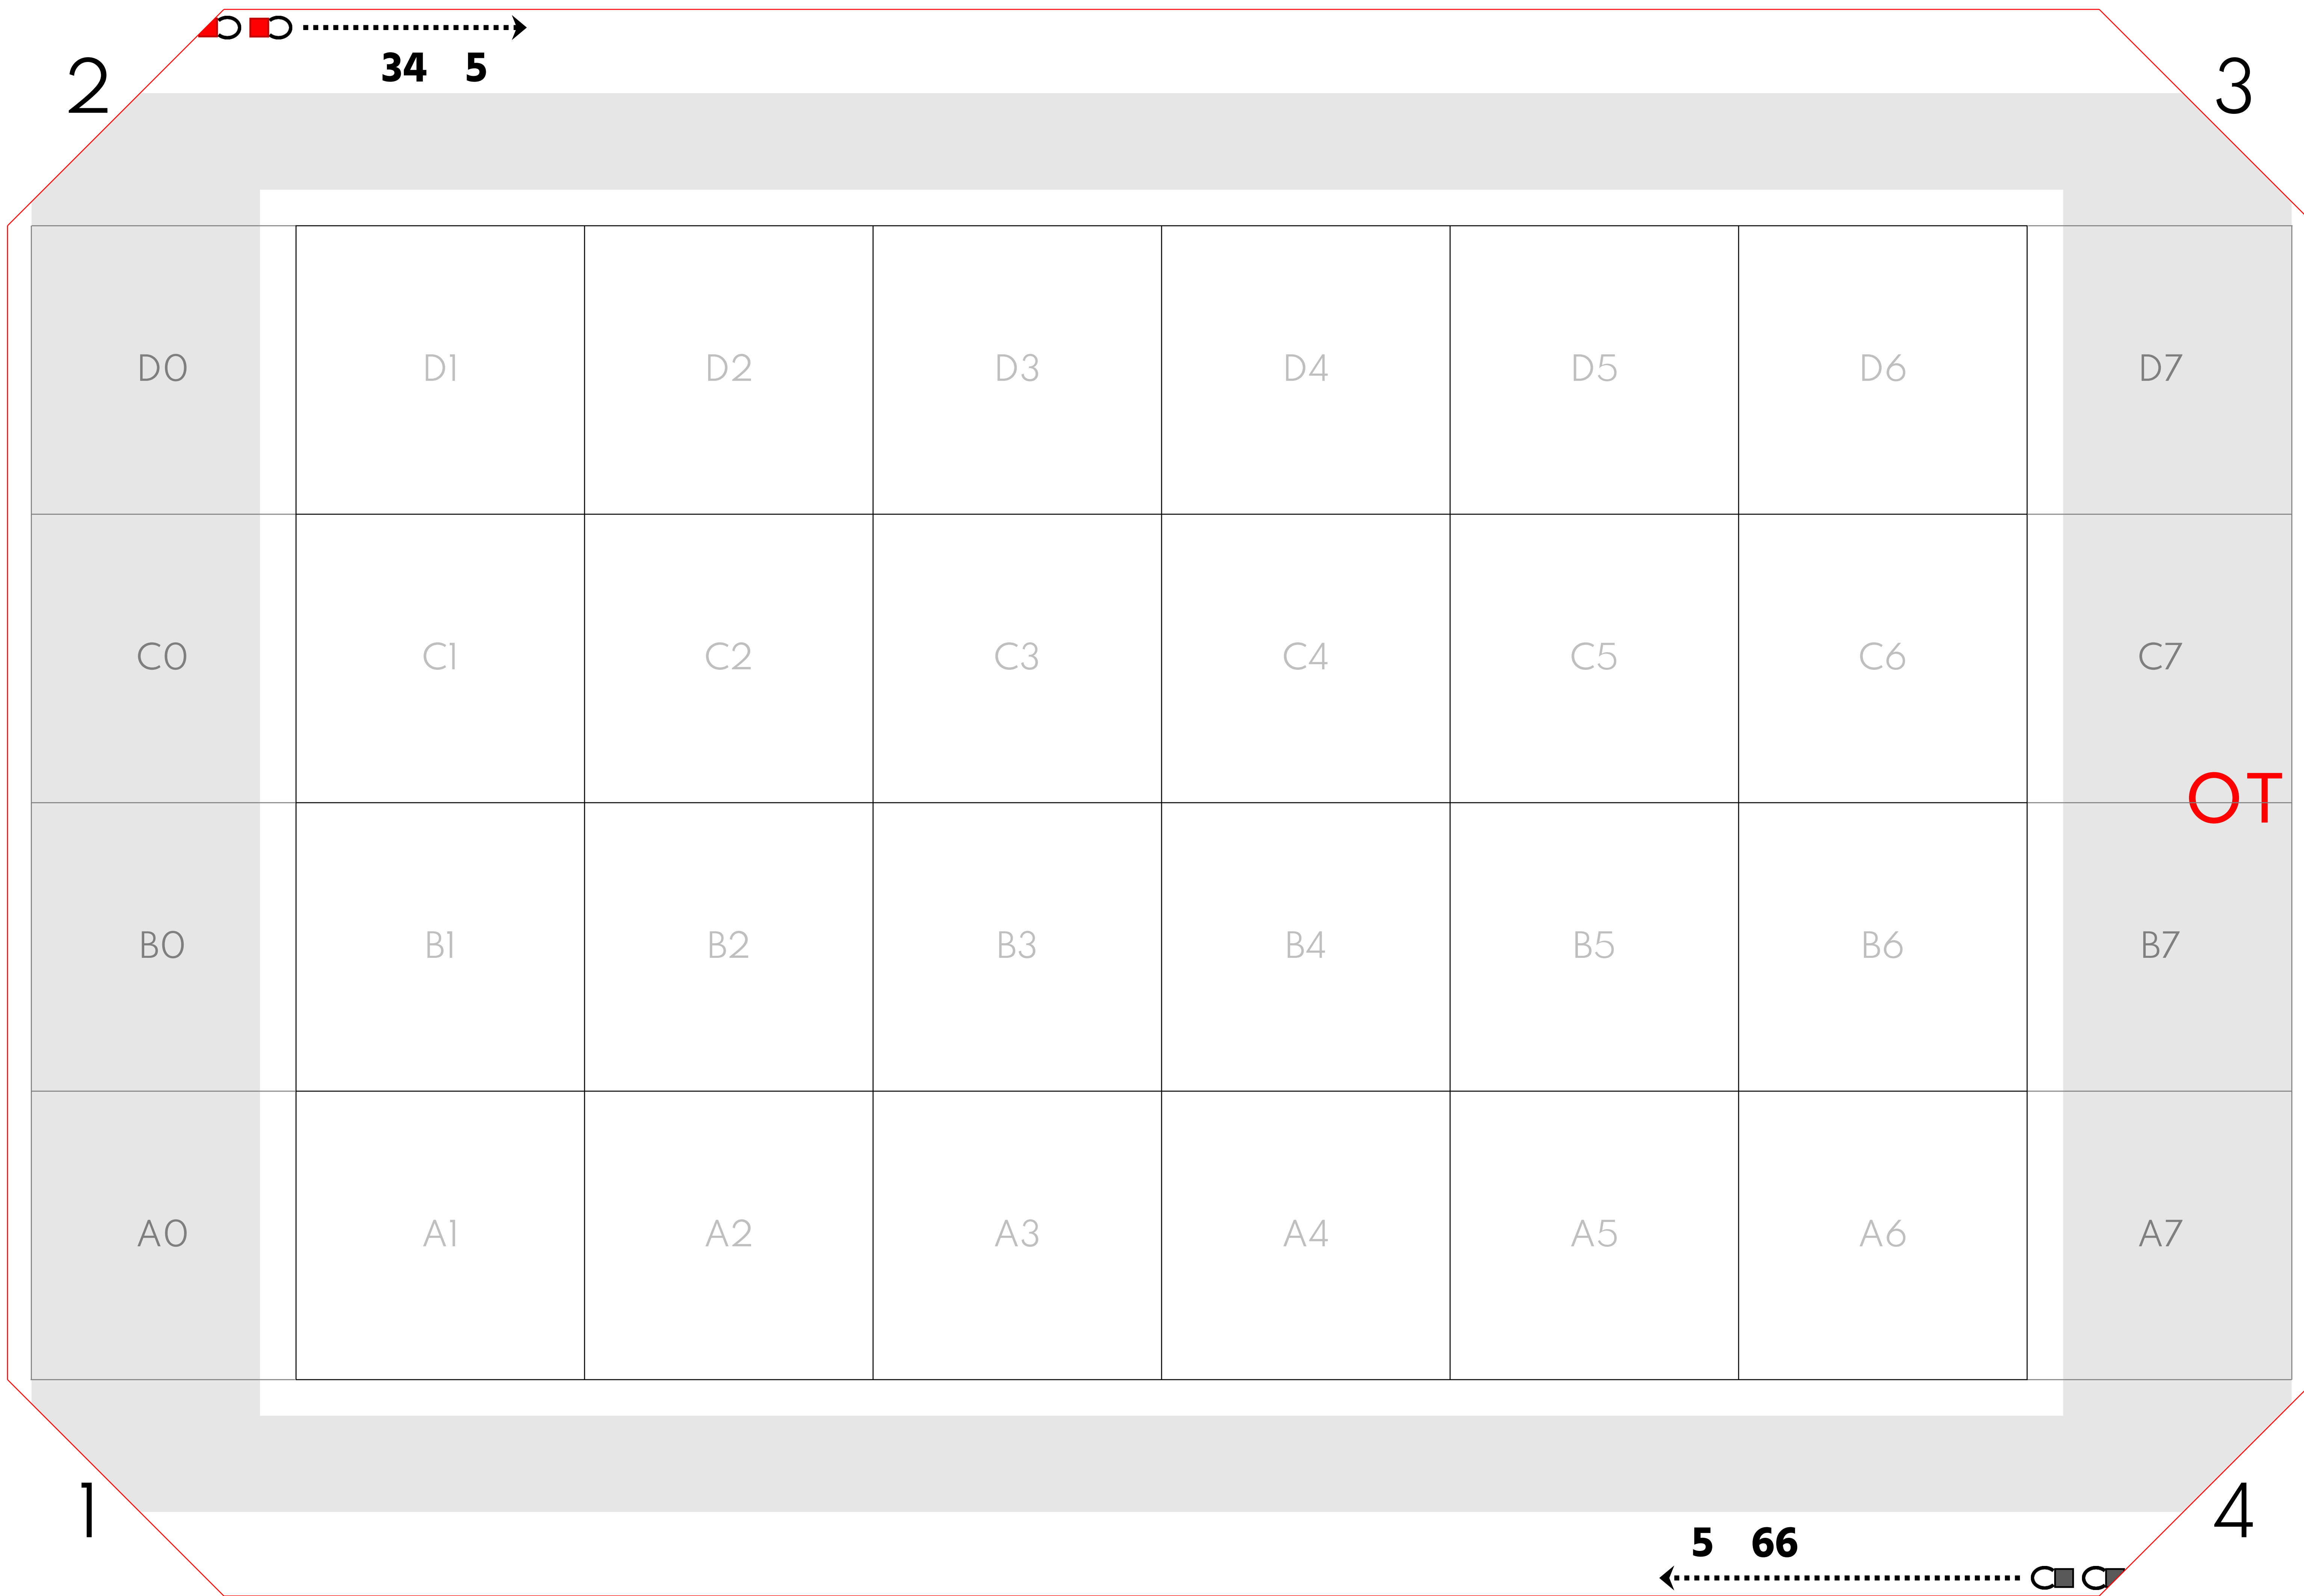 2 34 5 3
D0 D1 D2 D3 D4 D5 D6 D7
C0 C1 C2 C3 C4 C5 C6 C7
OT
B0 B1 B2 B3 B4 B5 B6 B7
A0 A1 A2 A3 A4 A5 A6 A7
1 5 66 4